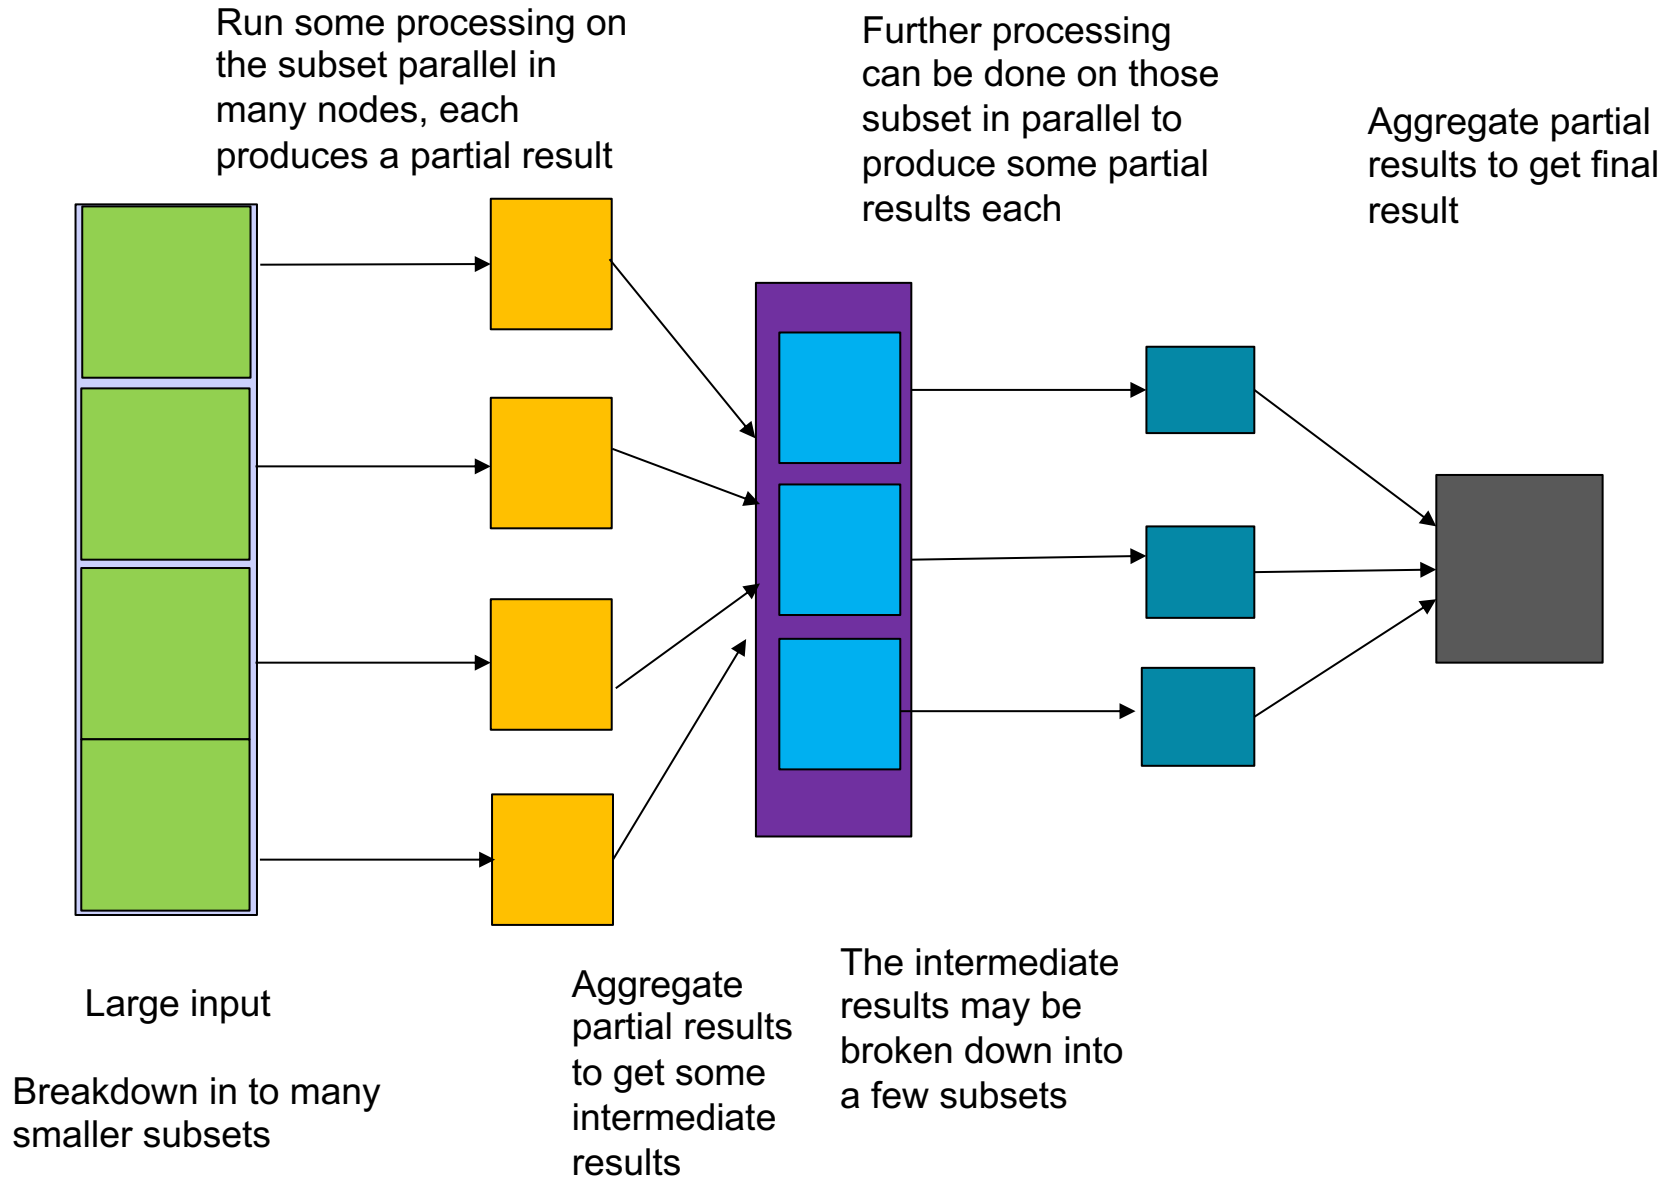 Run some processing on
the subset parallel in
many nodes, each
produces a partial result
Further processing
can be done on those
subset in parallel to
produce some partial
results each
Aggregate partial
results to get final
result
Large input
Breakdown in to many
smaller subsets
Aggregate
partial results
to get some
intermediate
results
The intermediate
results may be
broken down into
a few subsets